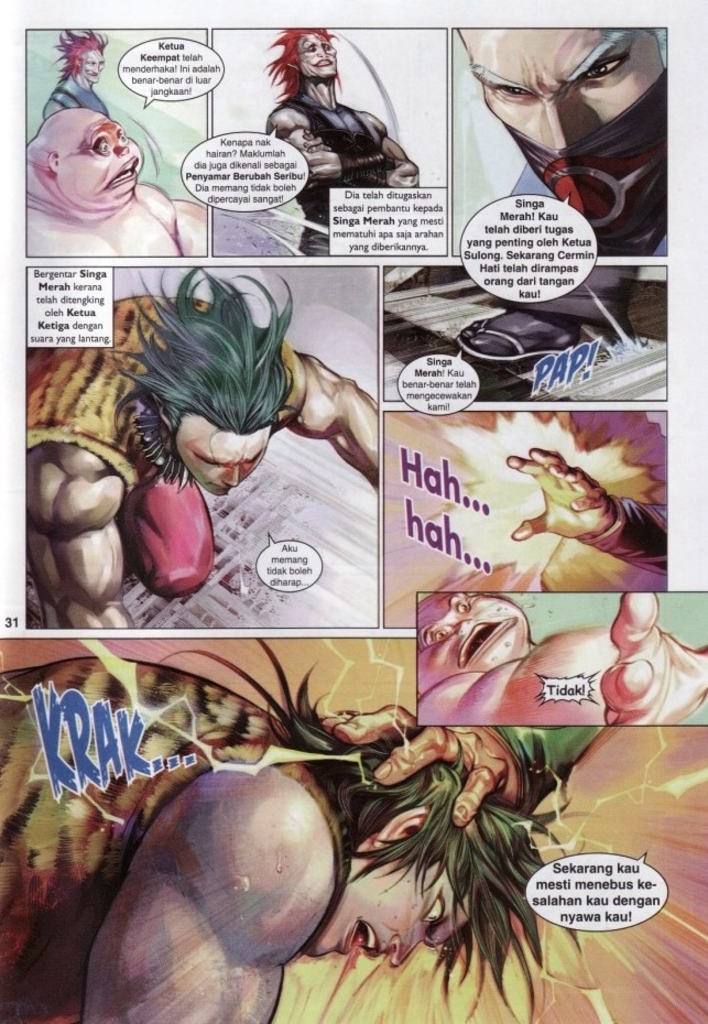 Ketua
Keempat telah
menderhaka! Ini adalah
benar-benar di luar
jangkaan!
Kenapa nak
hairan? Maklumlah
dia juga dikenali sebagai
Penyamar Berubah Seribu!
Dia memang tidak boleh
dipercayai sangat!
Dia telah ditugaskan
sebagai pembantu kepada
Singa Merah yang mesti
mematuhi apa saja arahan
yang diberikannya.
Singa
Merah! Kau
telah diberi tugas
yang penting oleh Ketua
Sulong. Sekarang Cermin
Hati telah dirampas
orang dari tangan
kau!
Bergentar Singa
Merah kerana
telah ditengking
oleh Ketua
Ketiga dengan
suara yang lantang.
Aku
memang
tidak boleh
diharap...
Singa
Merah! Kau
benar-benar telah
mengecewakan
kami!
PAP!
Hah...
hah...
Tidak!
31
KRAK...
Sekarang kau
mesti menebus ke-
salahan kau dengan
nyawa kau!